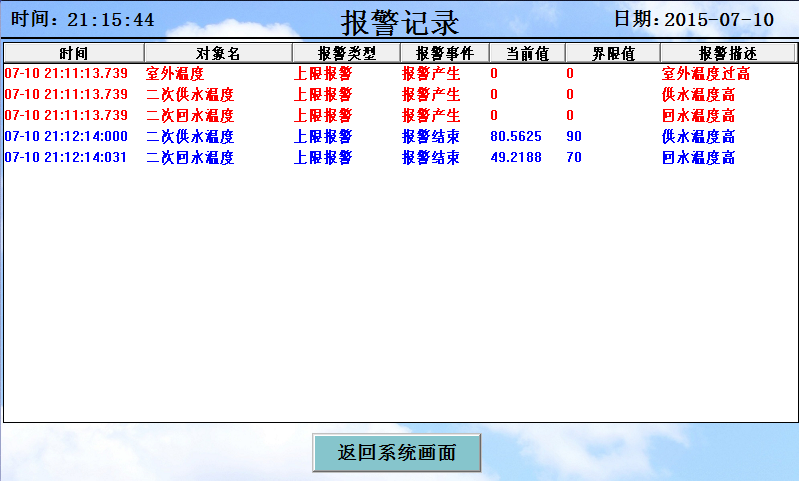 时间：21:15:44 报警记录 日期：2015-07-10
时间 对象名 报警类型 报警事件 当前值 界限值 报警描述
07-10 21:11:13.739 室外温度 上限报警 报警产生 0 0 室外温度过高
07-10 21:11:13.739 二次供水温度 上限报警 报警产生 0 0 供水温度高
07-10 21:11:13.739 二次回水温度 上限报警 报警产生 0 0 回水温度高
07-10 21:12:14:000 二次供水温度 上限报警 报警结束 80.5625 90 供水温度高
07-10 21:12:14:031 二次回水温度 上限报警 报警结束 49.2188 70 回水温度高
返回系统画面